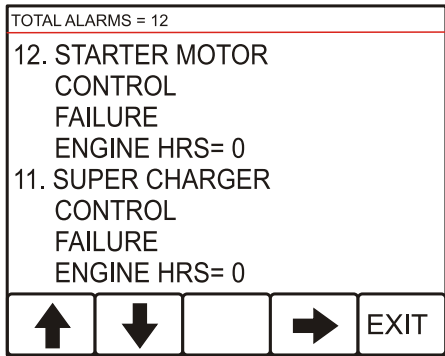 TOTAL ALARMS = 12
12. STARTER MOTOR
CONTROL
FAILURE
ENGINE HRS= 0
11. SUPER CHARGER
CONTROL
FAILURE
ENGINE HRS= 0
EXIT